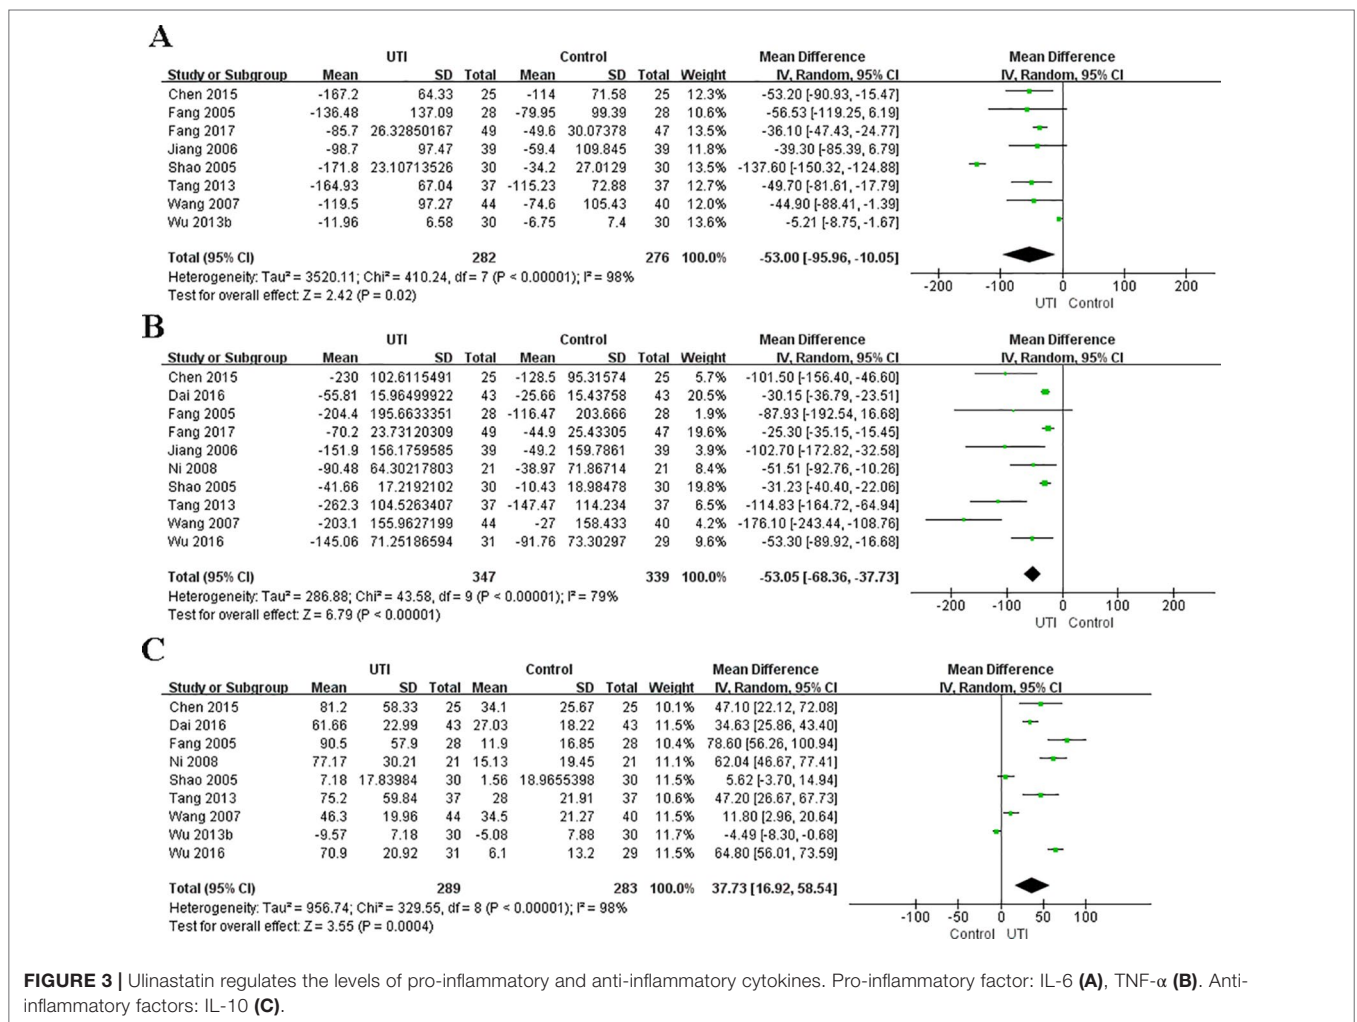 A
UTI Control Mean Difference Mean Difference
Study or Subgroup Mean SD Total Mean SD Total Weight IV, Random, 95% CI IV, Random, 95% CI
Chen 2015 -167.2 64.33 25 -114 71.58 25 12.3% -53.20 [-90.93, -15.47]
Fang 2005 -136.48 137.09 28 -79.95 99.39 28 10.6% -56.53 [-119.25, 6.19]
Fang 2017 -85.7 26.32850167 49 -49.6 30.07378 47 13.5% -36.10 [-47.43, -24.77]
Jiang 2006 -98.7 97.47 39 -59.4 109.845 39 11.8% -39.30 [-85.39, 6.79]
Shao 2005 -171.8 23.10713526 30 -34.2 27.0129 30 13.5% -137.60 [-150.32, -124.88]
Tang 2013 -164.93 67.04 37 -115.23 72.88 37 12.7% -49.70 [-81.61, -17.79]
Wang 2007 -119.5 97.27 44 -74.6 105.43 40 12.0% -44.90 [-88.41, -1.39]
Wu 2013b -11.96 6.58 30 -6.75 7.4 30 13.6% -5.21 [-8.75, -1.67]
Total (95% CI) 282 276 100.0% -53.00 [-95.96, -10.05]
Heterogeneity: Tau² = 3520.11; Chi² = 410.24, df = 7 (P < 0.00001); I² = 98%
Test for overall effect: Z = 2.42 (P = 0.02)
-200 -100 0 100 200
UTI Control
B
UTI Control Mean Difference Mean Difference
Study or Subgroup Mean SD Total Mean SD Total Weight IV, Random, 95% CI IV, Random, 95% CI
Chen 2015 -230 102.6115491 25 -128.5 95.31574 25 5.7% -101.50 [-156.40, -46.60]
Dai 2016 -55.81 15.96499922 43 -25.66 15.43758 43 20.5% -30.15 [-36.79, -23.51]
Fang 2005 -204.4 195.6633351 28 -116.47 203.666 28 1.9% -87.93 [-192.54, 16.68]
Fang 2017 -70.2 23.73120309 49 -44.9 25.43305 47 19.6% -25.30 [-35.15, -15.45]
Jiang 2006 -151.9 156.1759585 39 -49.2 159.7861 39 3.9% -102.70 [-172.82, -32.58]
Ni 2008 -90.48 64.30217803 21 -38.97 71.86714 21 8.4% -51.51 [-92.76, -10.26]
Shao 2005 -41.66 17.2192102 30 -10.43 18.98478 30 19.8% -31.23 [-40.40, -22.06]
Tang 2013 -262.3 104.5263407 37 -147.47 114.234 37 6.5% -114.83 [-164.72, -64.94]
Wang 2007 -203.1 155.9627199 44 -27 158.433 40 4.2% -176.10 [-243.44, -108.76]
Wu 2016 -145.06 71.25186594 31 -91.76 73.30297 29 9.6% -53.30 [-89.92, -16.68]
Total (95% CI) 347 339 100.0% -53.05 [-68.36, -37.73]
Heterogeneity: Tau² = 286.88; Chi² = 43.58, df = 9 (P < 0.00001); I² = 79%
Test for overall effect: Z = 6.79 (P < 0.00001)
-200 -100 0 100 200
UTI Control
C
UTI Control Mean Difference Mean Difference
Study or Subgroup Mean SD Total Mean SD Total Weight IV, Random, 95% CI IV, Random, 95% CI
Chen 2015 81.2 58.33 25 34.1 25.67 25 10.1% 47.10 [22.12, 72.08]
Dai 2016 61.66 22.99 43 27.03 18.22 43 11.5% 34.63 [25.86, 43.40]
Fang 2005 90.5 57.9 28 11.9 16.85 28 10.4% 78.60 [56.26, 100.94]
Ni 2008 77.17 30.21 21 15.13 19.45 21 11.1% 62.04 [46.67, 77.41]
Shao 2005 7.18 17.83984 30 1.56 18.9655398 30 11.5% 5.62 [-3.70, 14.94]
Tang 2013 75.2 59.84 37 28 21.91 37 10.6% 47.20 [26.67, 67.73]
Wang 2007 46.3 19.96 44 34.5 21.27 40 11.5% 11.80 [2.96, 20.64]
Wu 2013b -9.57 7.18 30 -5.08 7.88 30 11.7% -4.49 [-8.30, -0.68]
Wu 2016 70.9 20.92 31 6.1 13.2 29 11.5% 64.80 [56.01, 73.59]
Total (95% CI) 289 283 100.0% 37.73 [16.92, 58.54]
Heterogeneity: Tau² = 956.74; Chi² = 329.55, df = 8 (P < 0.00001); I² = 98%
Test for overall effect: Z = 3.55 (P = 0.0004)
-100 -50 0 50 100
Control UTI
FIGURE 3 | Ulinastatin regulates the levels of pro-inflammatory and anti-inflammatory cytokines. Pro-inflammatory factor: IL-6 (A), TNF-α (B). Anti-
inflammatory factors: IL-10 (C).